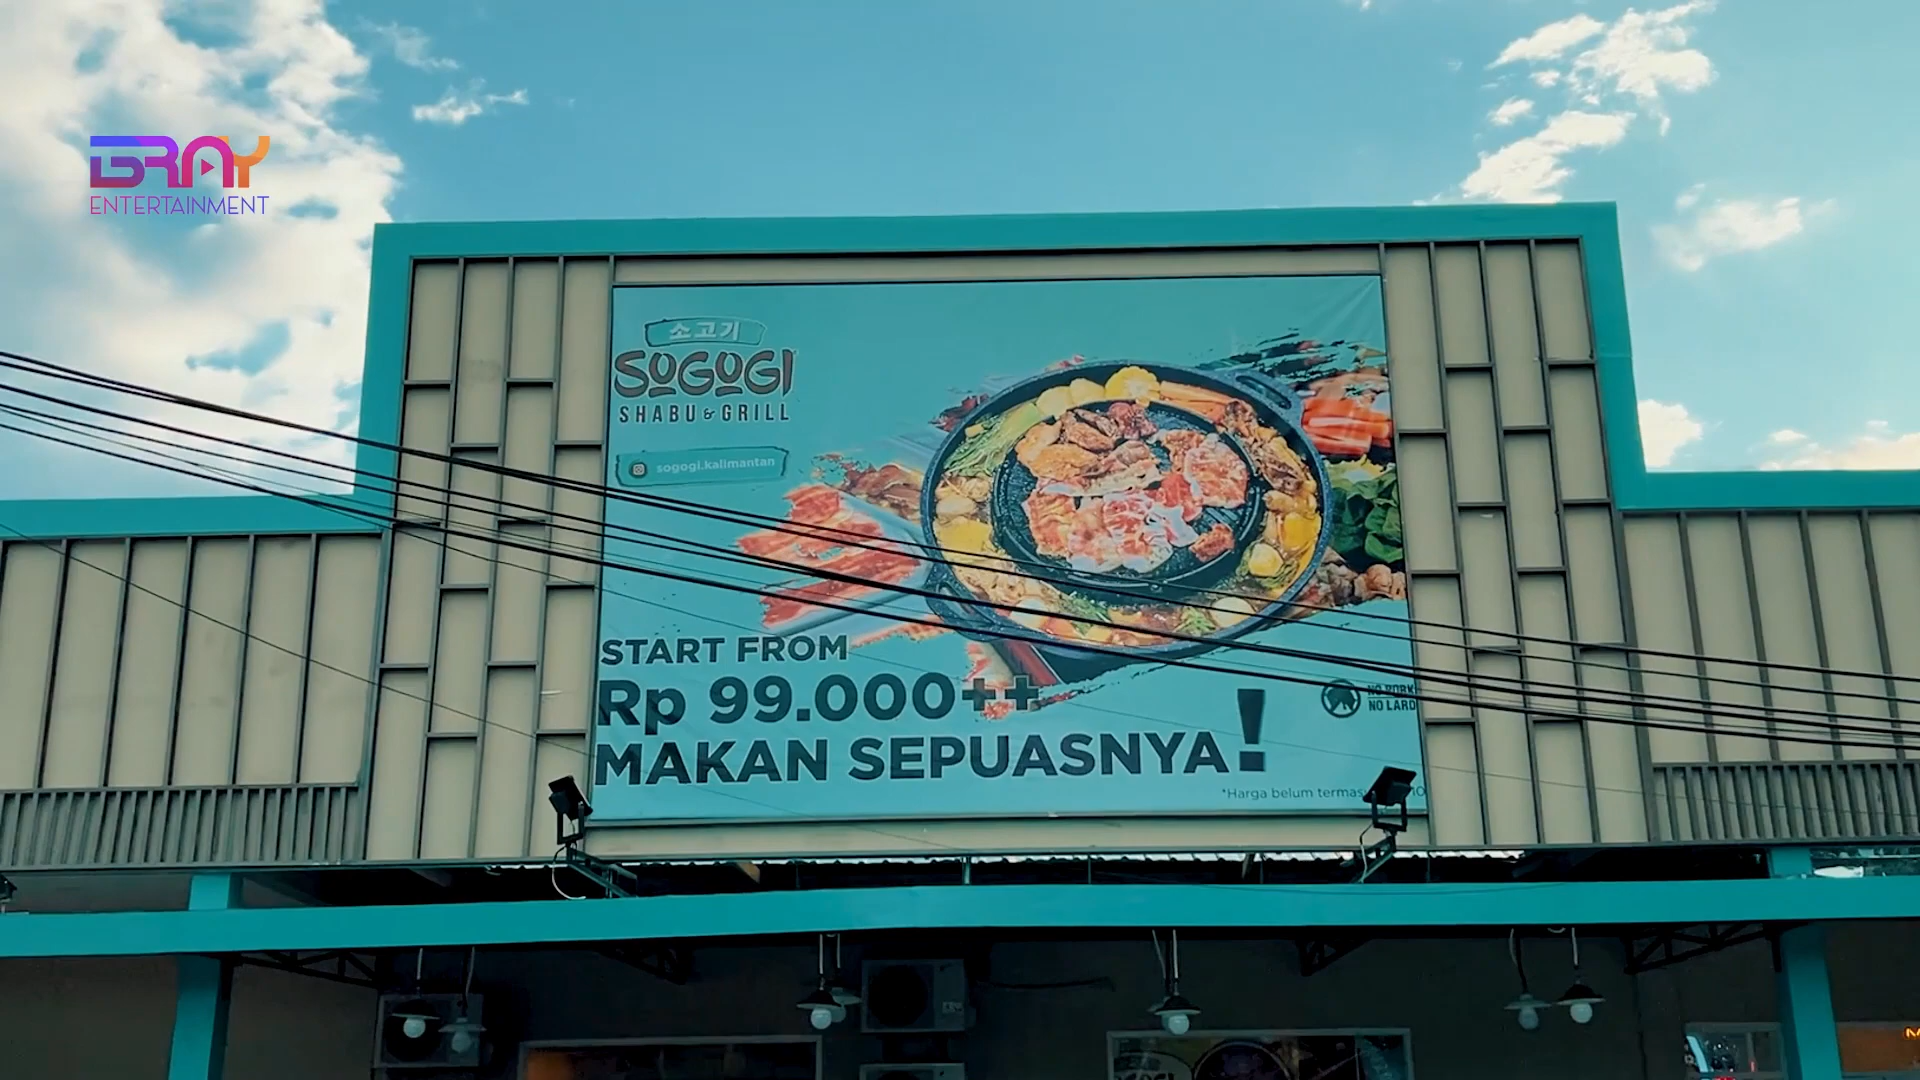 GRAY
ENTERTAINMENT
소고기
SOGOGI
SHABU & GRILL
sogogi.kalimantan
START FROM
Rp 99.000++
MAKAN SEPUASNYA!
NO PORK
NO LARD
*Harga belum